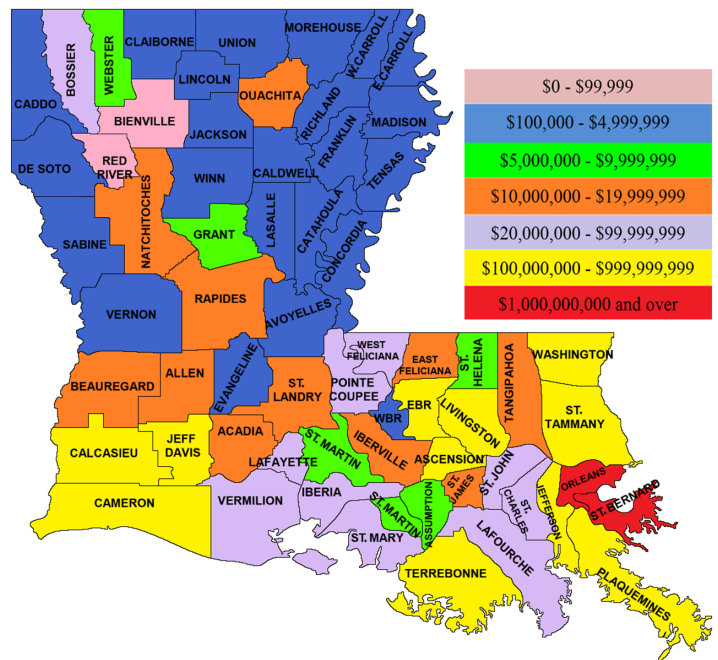 MOREHOUSE
CLAIBORNE
UNION
W.CARROLL
E.CARROLL
BOSSIER
WEBSTER
LINCOLN
OUACHITA
CADDO
BIENVILLE
JACKSON
RICHLAND
FRANKLIN
MADISON
DE SOTO
RED
RIVER
WINN
CALDWELL
TENSAS
NATCHITOCHES
GRANT
LASALLE
CATAHOULA
CONCORDIA
SABINE
RAPIDES
VERNON
AVOYELLES
EVANGELINE
BEAUREGARD
ALLEN
ST.
LANDRY
WEST
FELICIANA
POINTE
COUPEE
EAST
FELICIANA
ST.
HELENA
TANGIPAHOA
WASHINGTON
ST.
TAMMANY
WBR
EBR
LIVINGSTON
CALCASIEU
JEFF
DAVIS
ACADIA
LAFAYETTE
ST. MARTIN
IBERVILLE
ASCENSION
ST.
JAMES
ST. JOHN
ST.
CHARLES
JEFFERSON
ORLEANS
ST. BERNARD
CAMERON
VERMILION
IBERIA
ST. MARTIN
ASSUMPTION
ST. MARY
LAFOURCHE
TERREBONNE
PLAQUEMINES
$0 - $99,999
$100,000 - $4,999,999
$5,000,000 - $9,999,999
$10,000,000 - $19,999,999
$20,000,000 - $99,999,999
$100,000,000 - $999,999,999
$1,000,000,000 and over